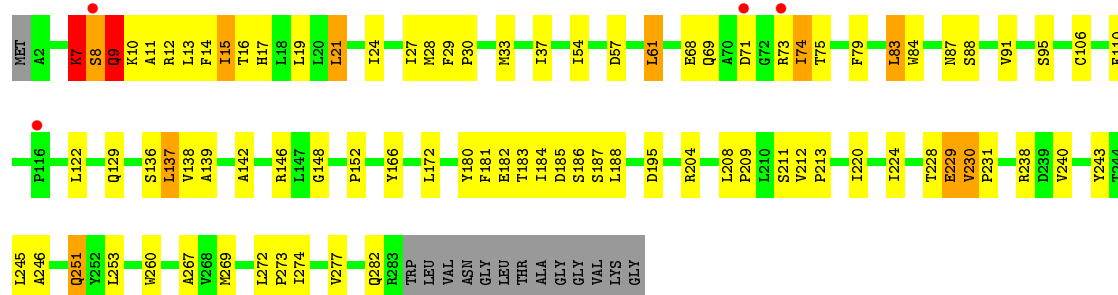 MET A2 K7 S8 Q9 K10 A11 R12 L13 F14 I15 T16 H17 L18 L19 L20 L21 I24 I27 M28 F29 P30 M33 I37 I54 D57 L61 E68 Q69 A70 D71 G72 R73 I74 T75 F79 L83 W84 N87 S88 V91 S95 C106
P116 L122 Q129 S136 L137 V138 A139 A142 R146 L147 G148 P152 Y166 L172 Y180 F181 E182 T183 I184 D185 S186 S187 L188 D195 R204 L208 P209 L210 S211 V212 P213 I220 I224 T228 E229 V230 P231 R238 D239 V240 Y243 T244
L245 A246 Q251 Y252 L253 W260 A267 V268 M269 L272 P273 I274 V277 Q282 R283 TRP LEU VAL ASN GLY LEU THR ALA GLY GLY VAL LYS GLY